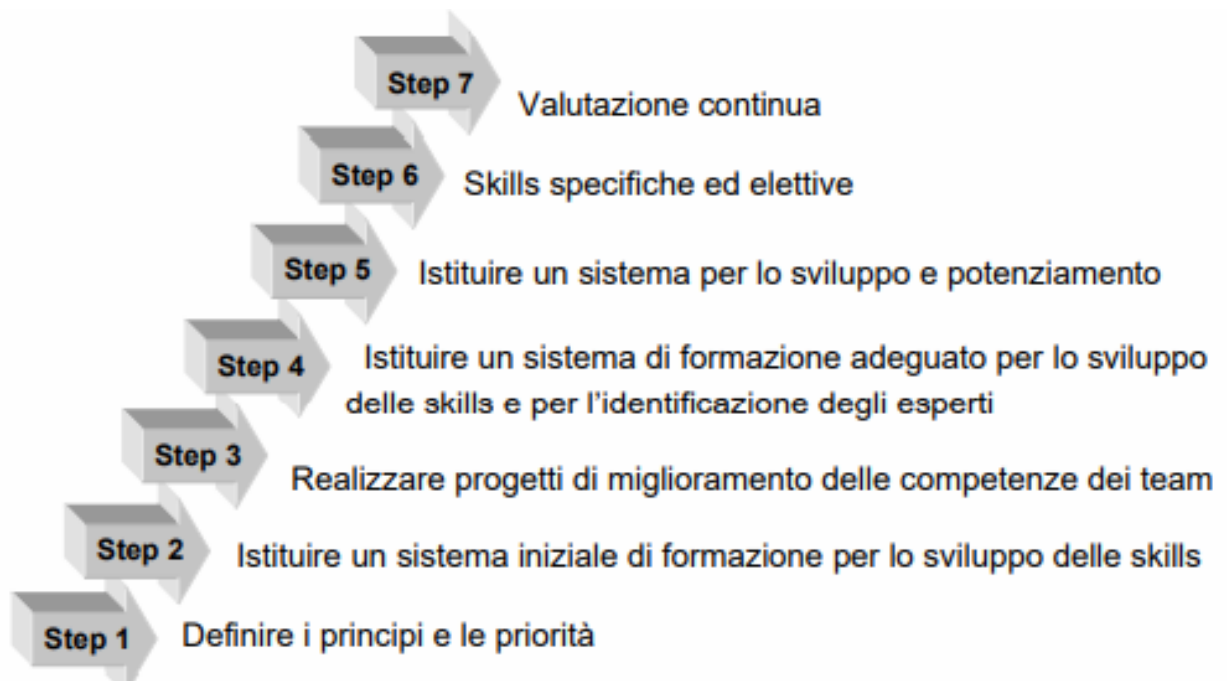 Step 7
Valutazione continua
Step 6
Skills specifiche ed elettive
Step 5
Istituire un sistema per lo sviluppo e potenziamento
Step 4
Istituire un sistema di formazione adeguato per lo sviluppo
delle skills e per l'identificazione degli esperti
Step 3
Realizzare progetti di miglioramento delle competenze dei team
Step 2
Istituire un sistema iniziale di formazione per lo sviluppo delle skills
Step 1
Definire i principi e le priorità